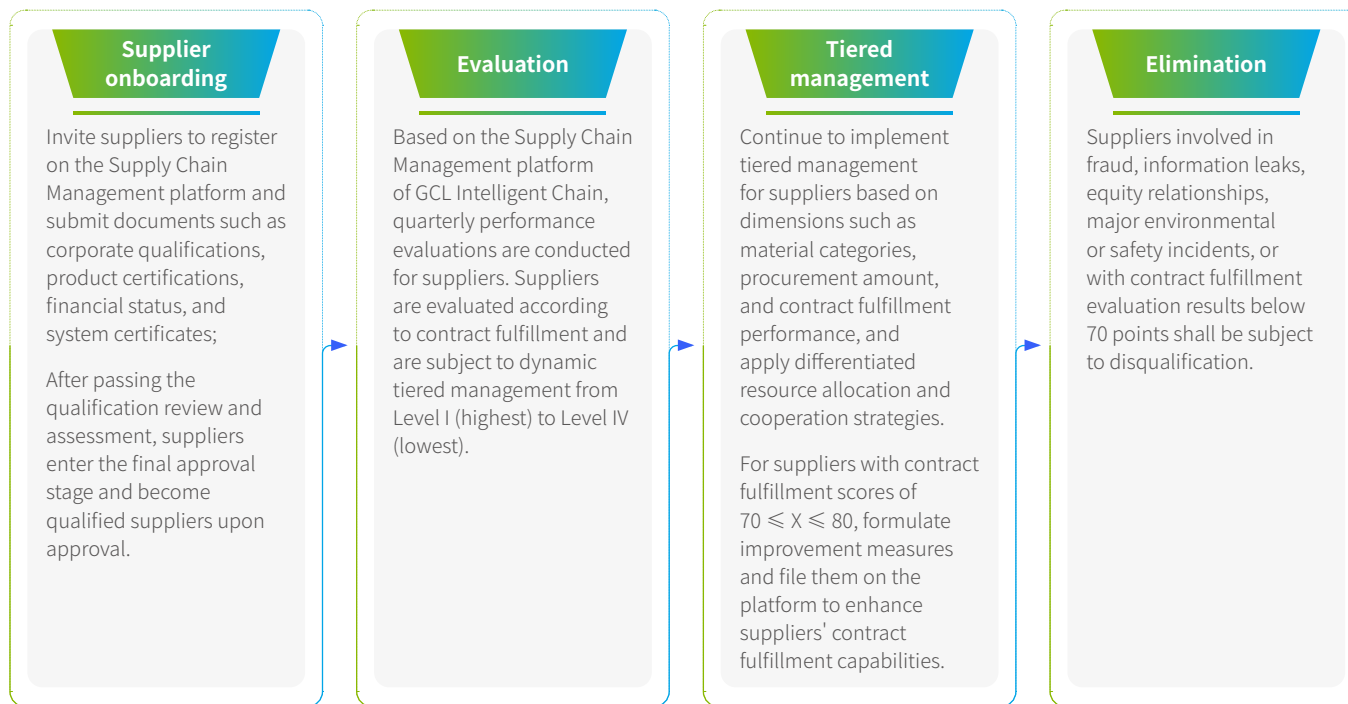 Supplier
onboarding
Invite suppliers to register
on the Supply Chain
Management platform and
submit documents such as
corporate qualifications,
product certifications,
financial status, and
system certificates;
After passing the
qualification review and
assessment, suppliers
enter the final approval
stage and become
qualified suppliers upon
approval.
Evaluation
Based on the Supply Chain
Management platform
of GCL Intelligent Chain,
quarterly performance
evaluations are conducted
for suppliers. Suppliers
are evaluated according
to contract fulfillment and
are subject to dynamic
tiered management from
Level I (highest) to Level IV
(lowest).
Tiered
management
Continue to implement
tiered management
for suppliers based on
dimensions such as
material categories,
procurement amount,
and contract fulfillment
performance, and
apply differentiated
resource allocation and
cooperation strategies.
For suppliers with contract
fulfillment scores of
70 ≤ X ≤ 80, formulate
improvement measures
and file them on the
platform to enhance
suppliers' contract
fulfillment capabilities.
Elimination
Suppliers involved in
fraud, information leaks,
equity relationships,
major environmental
or safety incidents, or
with contract fulfillment
evaluation results below
70 points shall be subject
to disqualification.